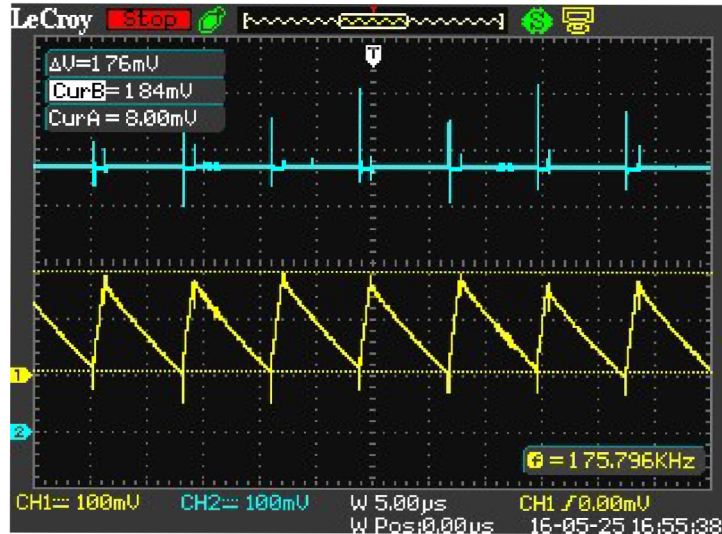 LeCroy Stop
T
ΔV=176mV
CurB=184mV
CurA=8.00mV
1
2
f=175.796KHz
CH1 100mV CH2 100mV W 5.00μs CH1 0.00mV
W Pos:0.00μs 16-05-25 16:55:38